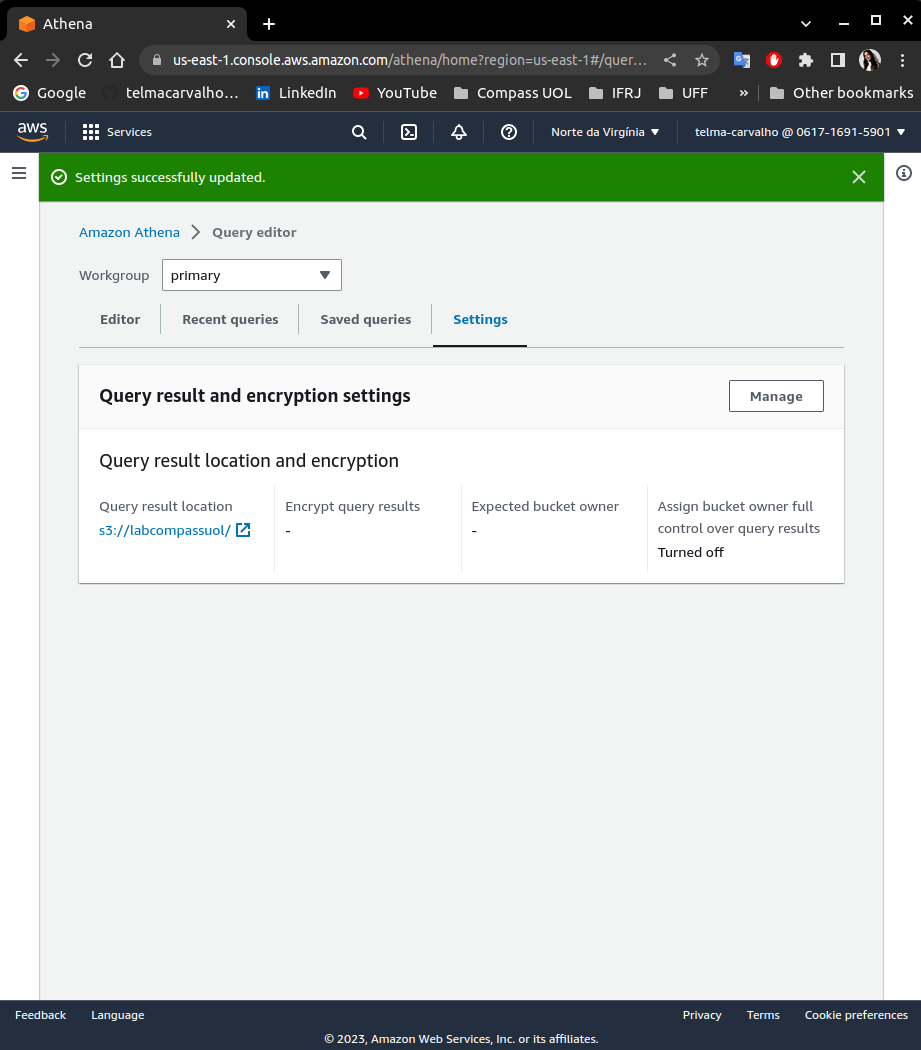 Athena
us-east-1.console.aws.amazon.com/athena/home?region=us-east-1#/quer...
Google telmacarvalho... LinkedIn YouTube Compass UOL IFRJ UFF » Other bookmarks
aws Services Norte da Virgínia telma-carvalho @ 0617-1691-5901
Settings successfully updated.
Amazon Athena Query editor
Workgroup primary
Editor Recent queries Saved queries Settings
Query result and encryption settings Manage
Query result location and encryption
Query result location
s3://labcompassuol/
Encrypt query results
-
Expected bucket owner
-
Assign bucket owner full
control over query results
Turned off
Feedback Language Privacy Terms Cookie preferences
© 2023, Amazon Web Services, Inc. or its affiliates.